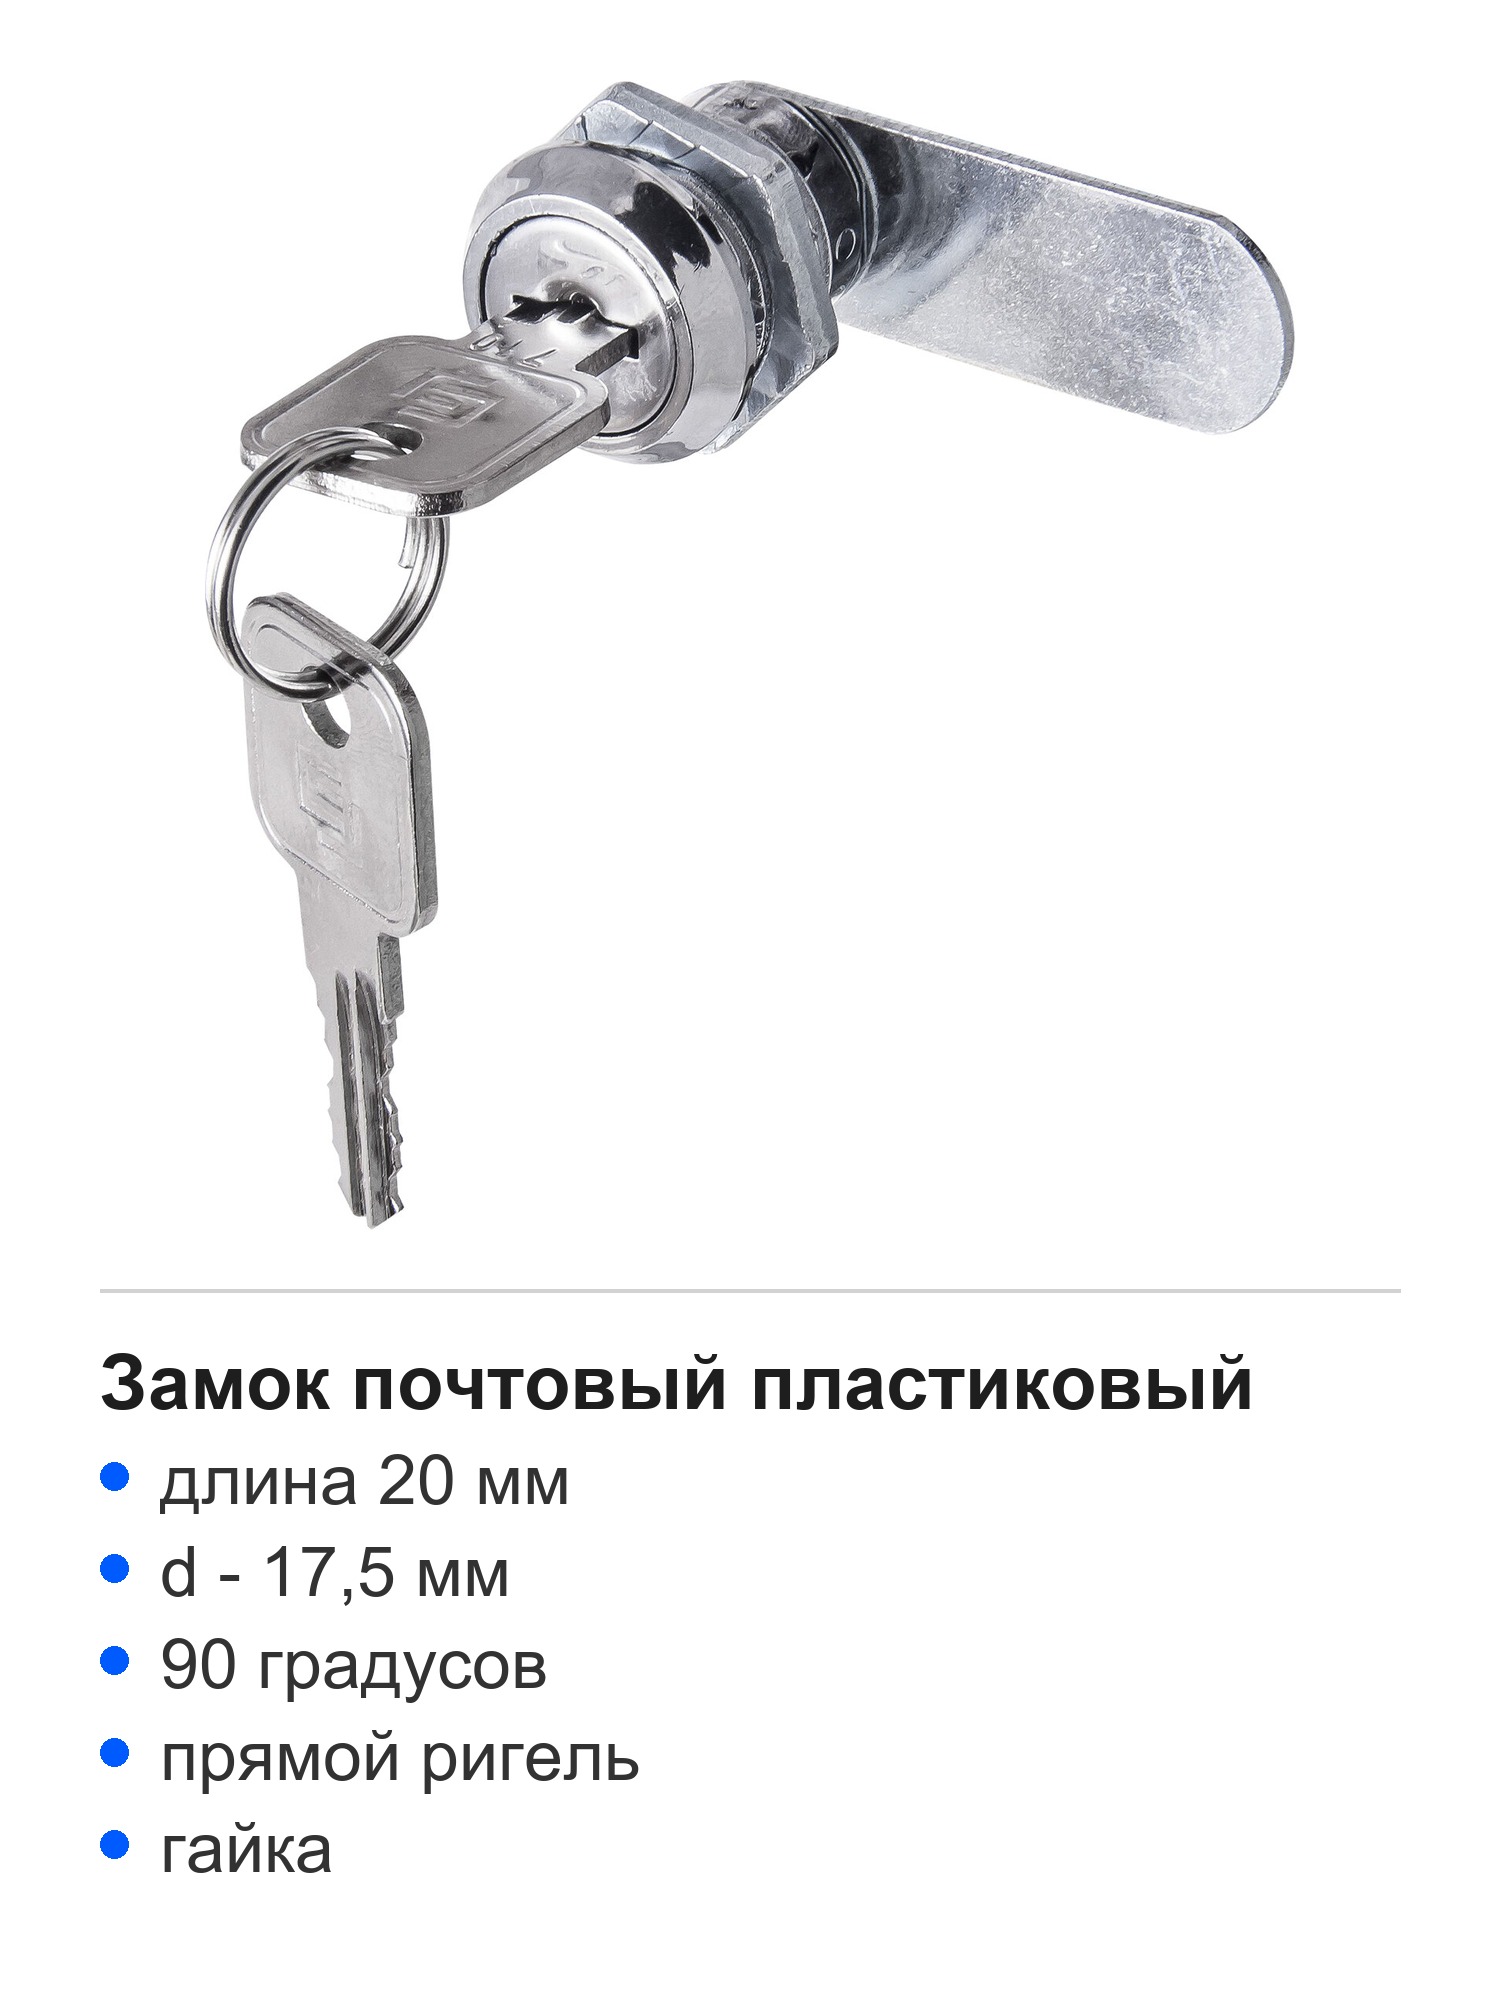 Замок почтовый пластиковый
длина 20 мм
d - 17,5 мм
90 градусов
прямой ригель
гайка